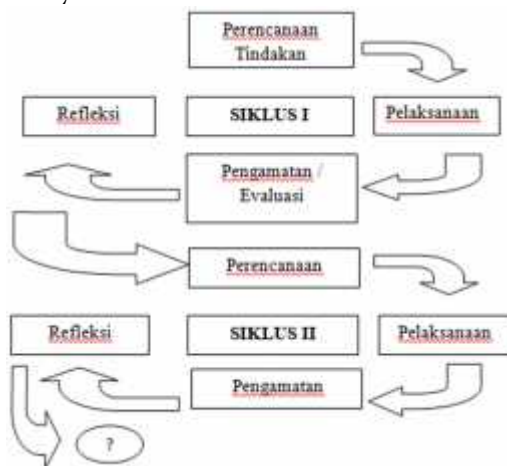 Perencanaan
Tindakan
Refleksi
SIKLUS I
Pelaksanaan
Pengamatan /
Evaluasi
Perencanaan
Refleksi
SIKLUS II
Pelaksanaan
Pengamatan
?